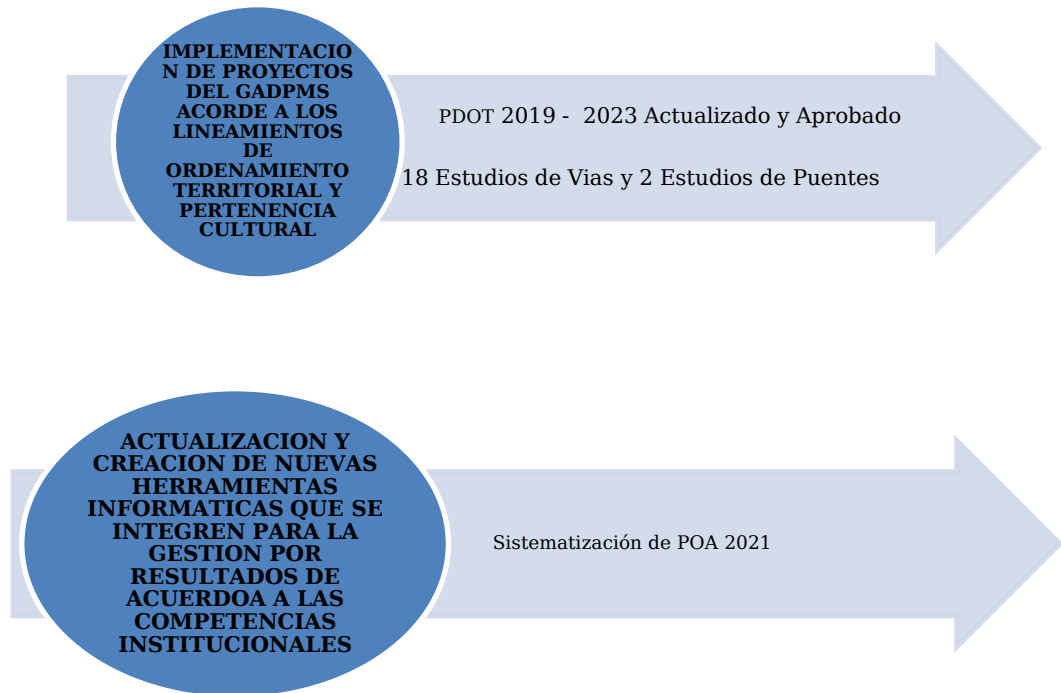 IMPLEMENTACIO
N DE PROYECTOS
DEL GADPMS
ACORDE A LOS
LINEAMIENTOS
DE
ORDENAMIENTO
TERRITORIAL Y
PERTENENCIA
CULTURAL
PDOT 2019 -  2023 Actualizado y Aprobado
18 Estudios de Vias y 2 Estudios de Puentes
ACTUALIZACION Y
CREACION DE NUEVAS
HERRAMIENTAS
INFORMATICAS QUE SE
INTEGREN PARA LA
GESTION POR
RESULTADOS DE
ACUERDOA A LAS
COMPETENCIAS
INSTITUCIONALES
Sistematización de POA 2021